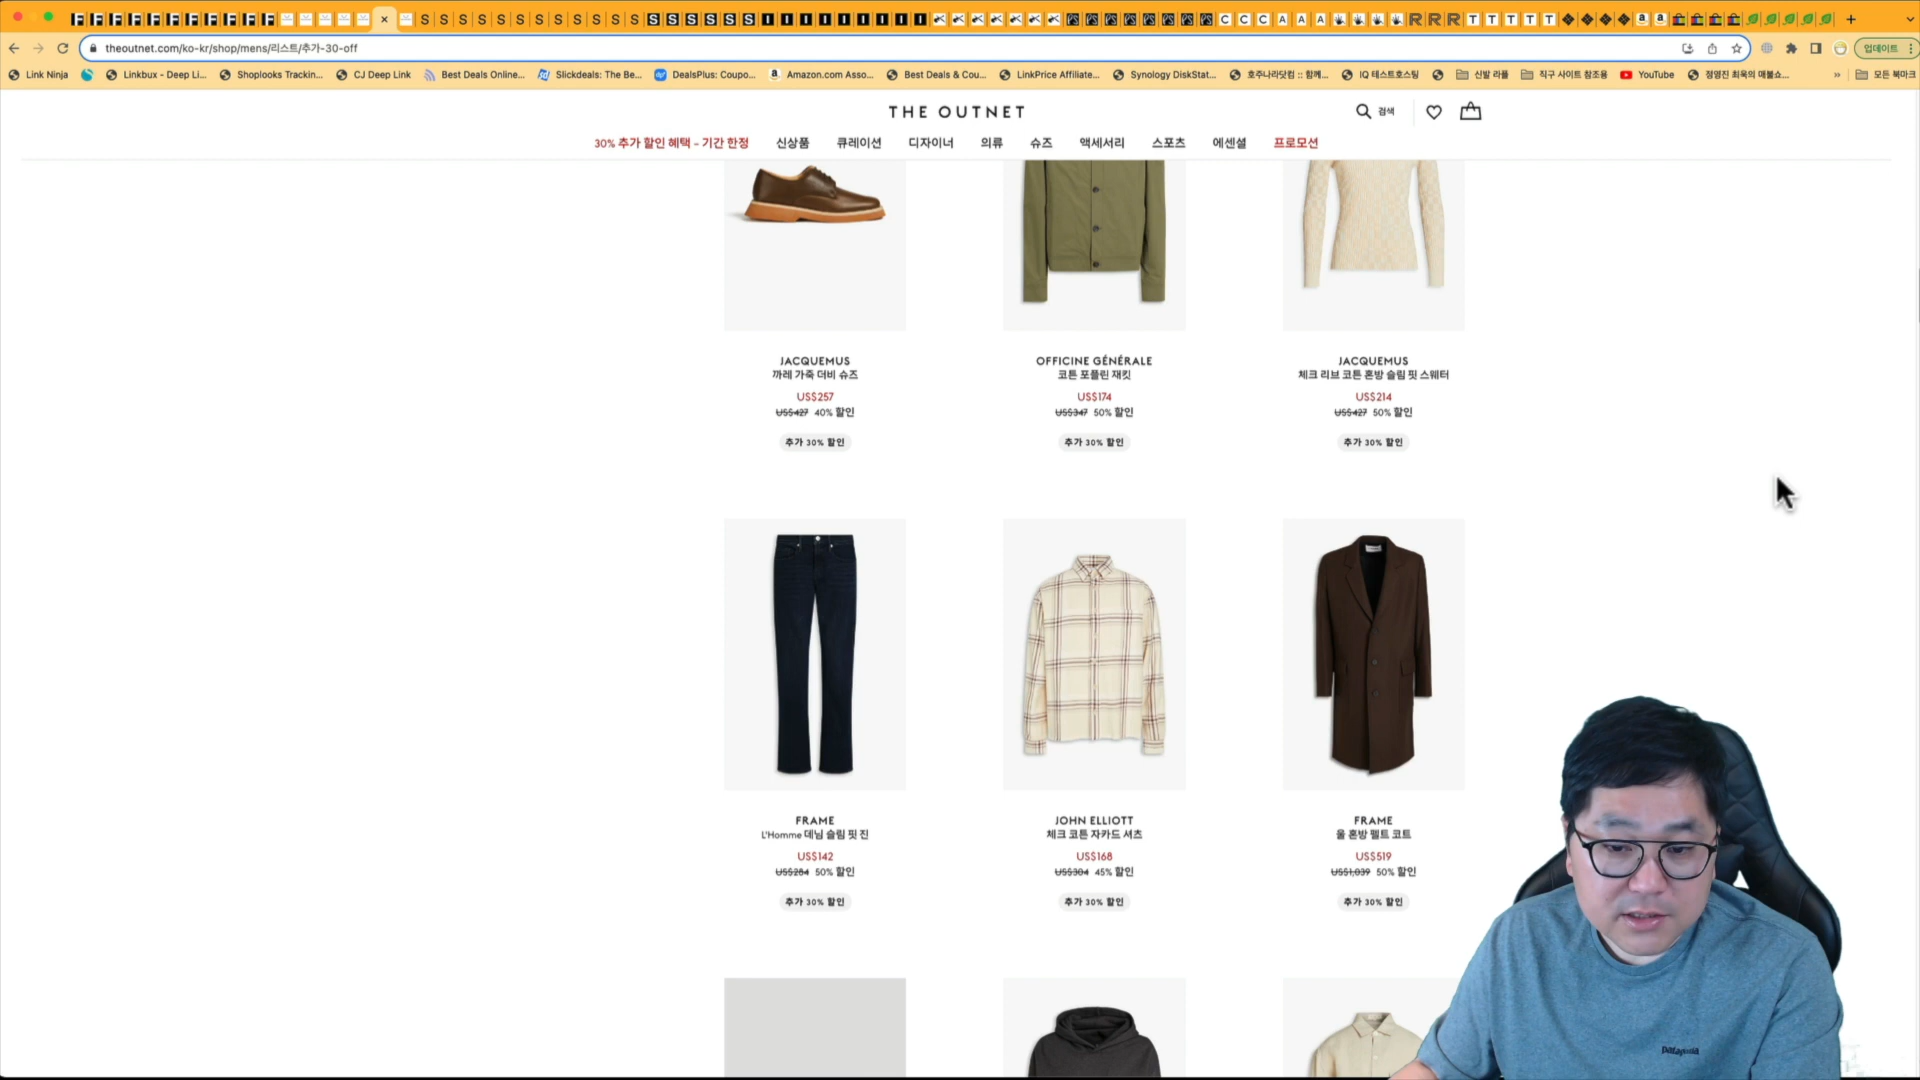 theoutnet.com/ko-kr/shop/mens/리스트/추가-30-off
업데이트
Link Ninja
Linkbux - Deep Li...
Shoplooks Trackin...
CJ Deep Link
Best Deals Online...
Slickdeals: The Be...
DealsPlus: Coupo...
Amazon.com Asso...
Best Deals & Cou...
LinkPrice Affiliate...
Synology DiskStat...
호주나라닷컴 :: 함께...
IQ 테스트호스팅
신발 라플
직구 사이트 참조용
YouTube
정영진 최욱의 매불쇼...
모든 북마크
THE OUTNET
검색
30% 추가 할인 혜택 – 기간 한정 신상품 큐레이션 디자이너 의류 슈즈 액세서리 스포츠 에센셜 프로모션
JACQUEMUS
까레 가죽 더비 슈즈
US$257
US$427 40% 할인
추가 30% 할인
OFFICINE GÉNÉRALE
코튼 포플린 재킷
US$174
US$347 50% 할인
추가 30% 할인
JACQUEMUS
체크 리브 코튼 혼방 슬림 핏 스웨터
US$214
US$427 50% 할인
추가 30% 할인
FRAME
L'Homme 데님 슬림 핏 진
US$142
US$284 50% 할인
추가 30% 할인
JOHN ELLIOTT
체크 코튼 자카드 셔츠
US$168
US$304 45% 할인
추가 30% 할인
FRAME
울 혼방 펠트 코트
US$519
US$1,039 50% 할인
추가 30% 할인
patagonia